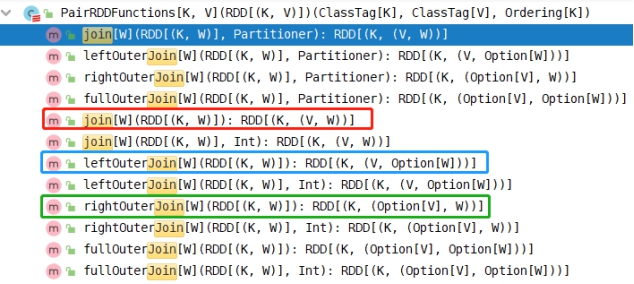 PairRDDFunctions[K, V](RDD[(K, V)])(ClassTag[K], ClassTag[V], Ordering[K])
join[W](RDD[(K, W)], Partitioner): RDD[(K, (V, W))]
leftOuterJoin[W](RDD[(K, W)], Partitioner): RDD[(K, (V, Option[W]))]
rightOuterJoin[W](RDD[(K, W)], Partitioner): RDD[(K, (Option[V], W))]
fullOuterJoin[W](RDD[(K, W)], Partitioner): RDD[(K, (Option[V], Option[W]))]
join[W](RDD[(K, W)]): RDD[(K, (V, W))]
join[W](RDD[(K, W)], Int): RDD[(K, (V, W))]
leftOuterJoin[W](RDD[(K, W)]): RDD[(K, (V, Option[W]))]
leftOuterJoin[W](RDD[(K, W)], Int): RDD[(K, (V, Option[W]))]
rightOuterJoin[W](RDD[(K, W)]): RDD[(K, (Option[V], W))]
rightOuterJoin[W](RDD[(K, W)], Int): RDD[(K, (Option[V], W))]
fullOuterJoin[W](RDD[(K, W)]): RDD[(K, (Option[V], Option[W]))]
fullOuterJoin[W](RDD[(K, W)], Int): RDD[(K, (Option[V], Option[W]))]